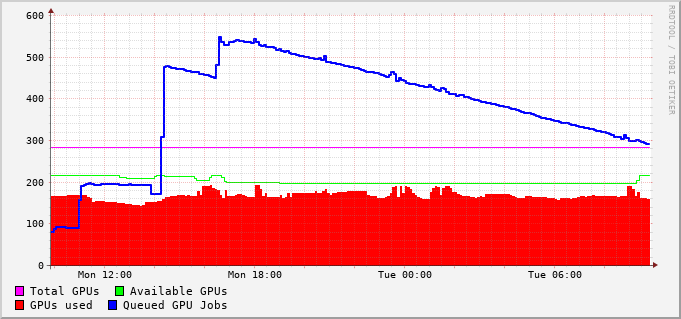 600
500
400
300
200
100
0
Mon 12:00 Mon 18:00 Tue 00:00 Tue 06:00
Total GPUs Available GPUs
GPUs used Queued GPU Jobs
RRDTOOL / TOBI OETIKER